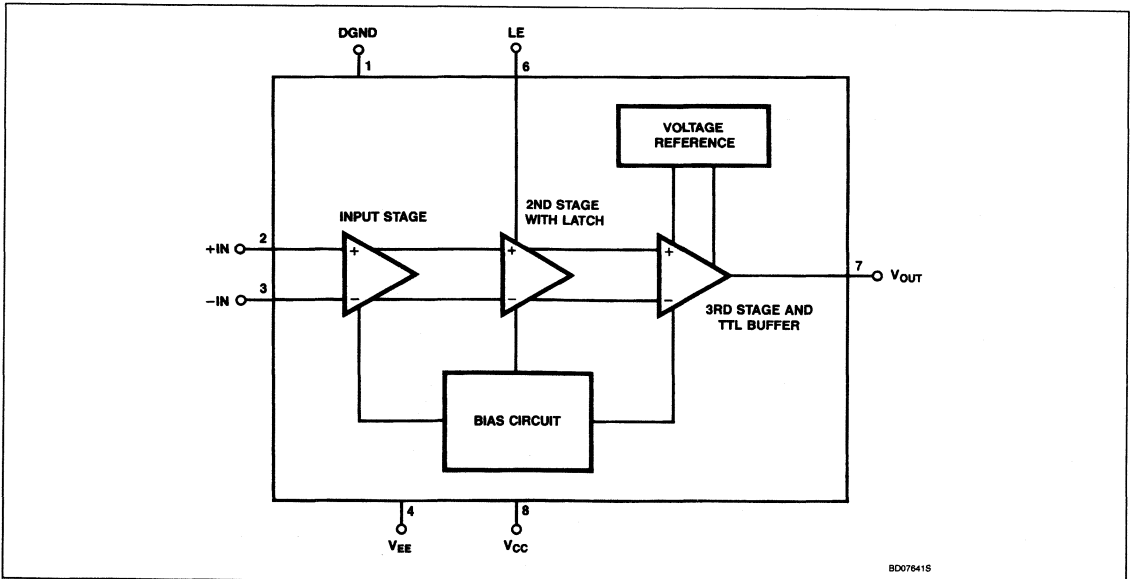 DGND
LE
1
6
VOLTAGE
REFERENCE
INPUT STAGE
2ND STAGE
WITH LATCH
+IN
2
+
+
+
7
VOUT
-IN
3
−
−
−
3RD STAGE AND
TTL BUFFER
BIAS CIRCUIT
4
8
VEE
VCC
BD07641S